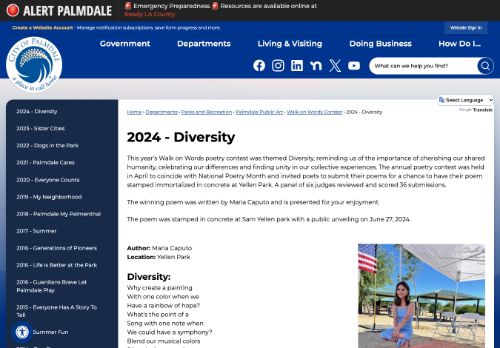 ALERT PALMDALE
🚨 Emergency Preparedness 🚨 Resources are available online at
Ready LA County.
Create a Website Account - Manage notification subscriptions, save form progress and more.
Website Sign In
CITY OF PALMDALE
a place to call home
Government
Departments
Living & Visiting
Doing Business
How Do I...
What can we help you find?
Select Language
Google Translate
2024 - Diversity
2023 - Sister Cities
2022 - Dogs in the Park
2021 - Palmdale Cares
2020 - Everyone Counts
2019 - My Neighborhood
2018 - Palmdale My Palmenthal
2017 - Summer
2016 - Generations of Pioneers
2016 - Life is Better at the Park
2016 - Guardians Brave Let
Palmdale Play
2015 - Everyone Has A Story To
Tell
Summer Fun
Home › Departments › Parks and Recreation › Palmdale Public Art › Walk on Words Contest › 2024 - Diversity
2024 - Diversity
This year's Walk on Words poetry contest was themed Diversity, reminding us of the importance of cherishing our shared
humanity, celebrating our differences and finding unity in our collective experiences. The annual poetry contest was held
in April to coincide with National Poetry Month and invited poets to submit their poems for a chance to have their poem
stamped immortalized in concrete at Yellen Park. A panel of six judges reviewed and scored 36 submissions.
The winning poem was written by Maria Caputo and is presented for your enjoyment.
The poem was stamped in concrete at Sam Yellen park with a public unveiling on June 27, 2024.
Author: Maria Caputo
Location: Yellen Park
Diversity:
Why create a painting
With one color when we
Have a rainbow of hope?
What's the point of a
Song with one note when
We could have a symphony?
Blend our musical colors